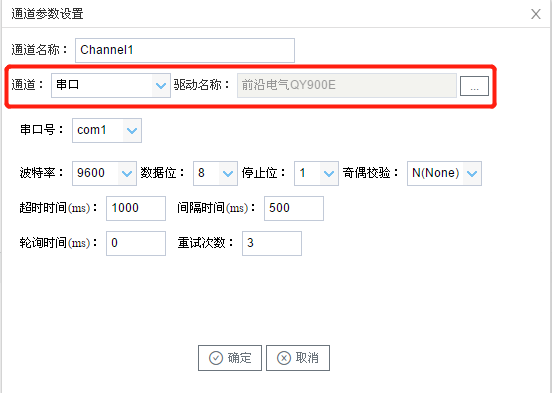 通道参数设置
通道名称： Channel1
通道： 串口 驱动名称： 前沿电气QY900E ...
串口号： com1
波特率： 9600 数据位： 8 停止位： 1 奇偶校验： N(None)
超时时间(ms)： 1000 间隔时间(ms)： 500
轮询时间(ms)： 0 重试次数： 3
确定 取消